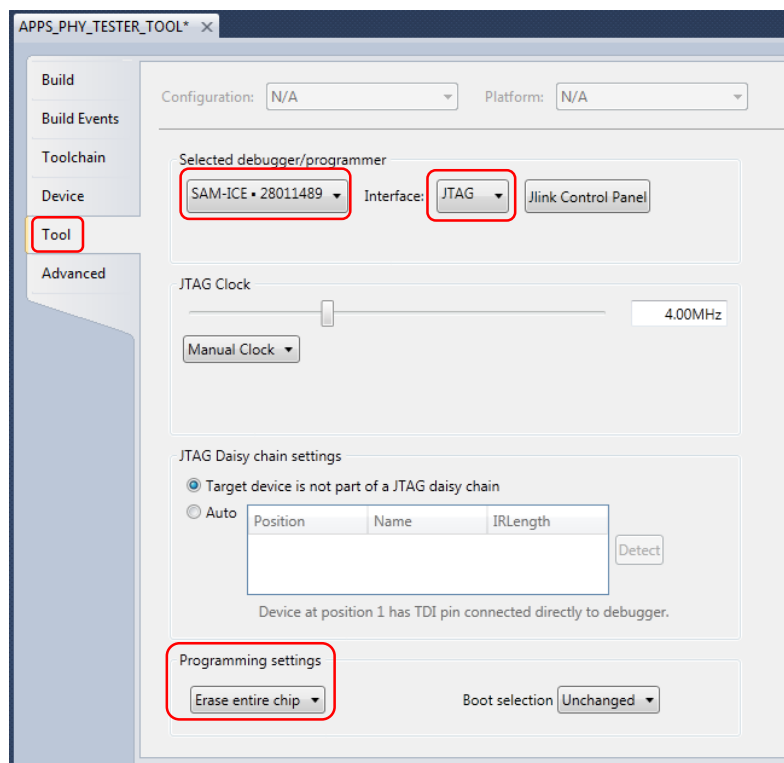 APPS_PHY_TESTER_TOOL* ×
Build
Build Events
Toolchain
Device
Tool
Advanced
Configuration: N/A Platform: N/A
Selected debugger/programmer
SAM-ICE • 28011489 Interface: JTAG Jlink Control Panel
JTAG Clock
4.00MHz
Manual Clock
JTAG Daisy chain settings
Target device is not part of a JTAG daisy chain
Auto
Position Name IRLength
Detect
Device at position 1 has TDI pin connected directly to debugger.
Programming settings
Erase entire chip Boot selection Unchanged